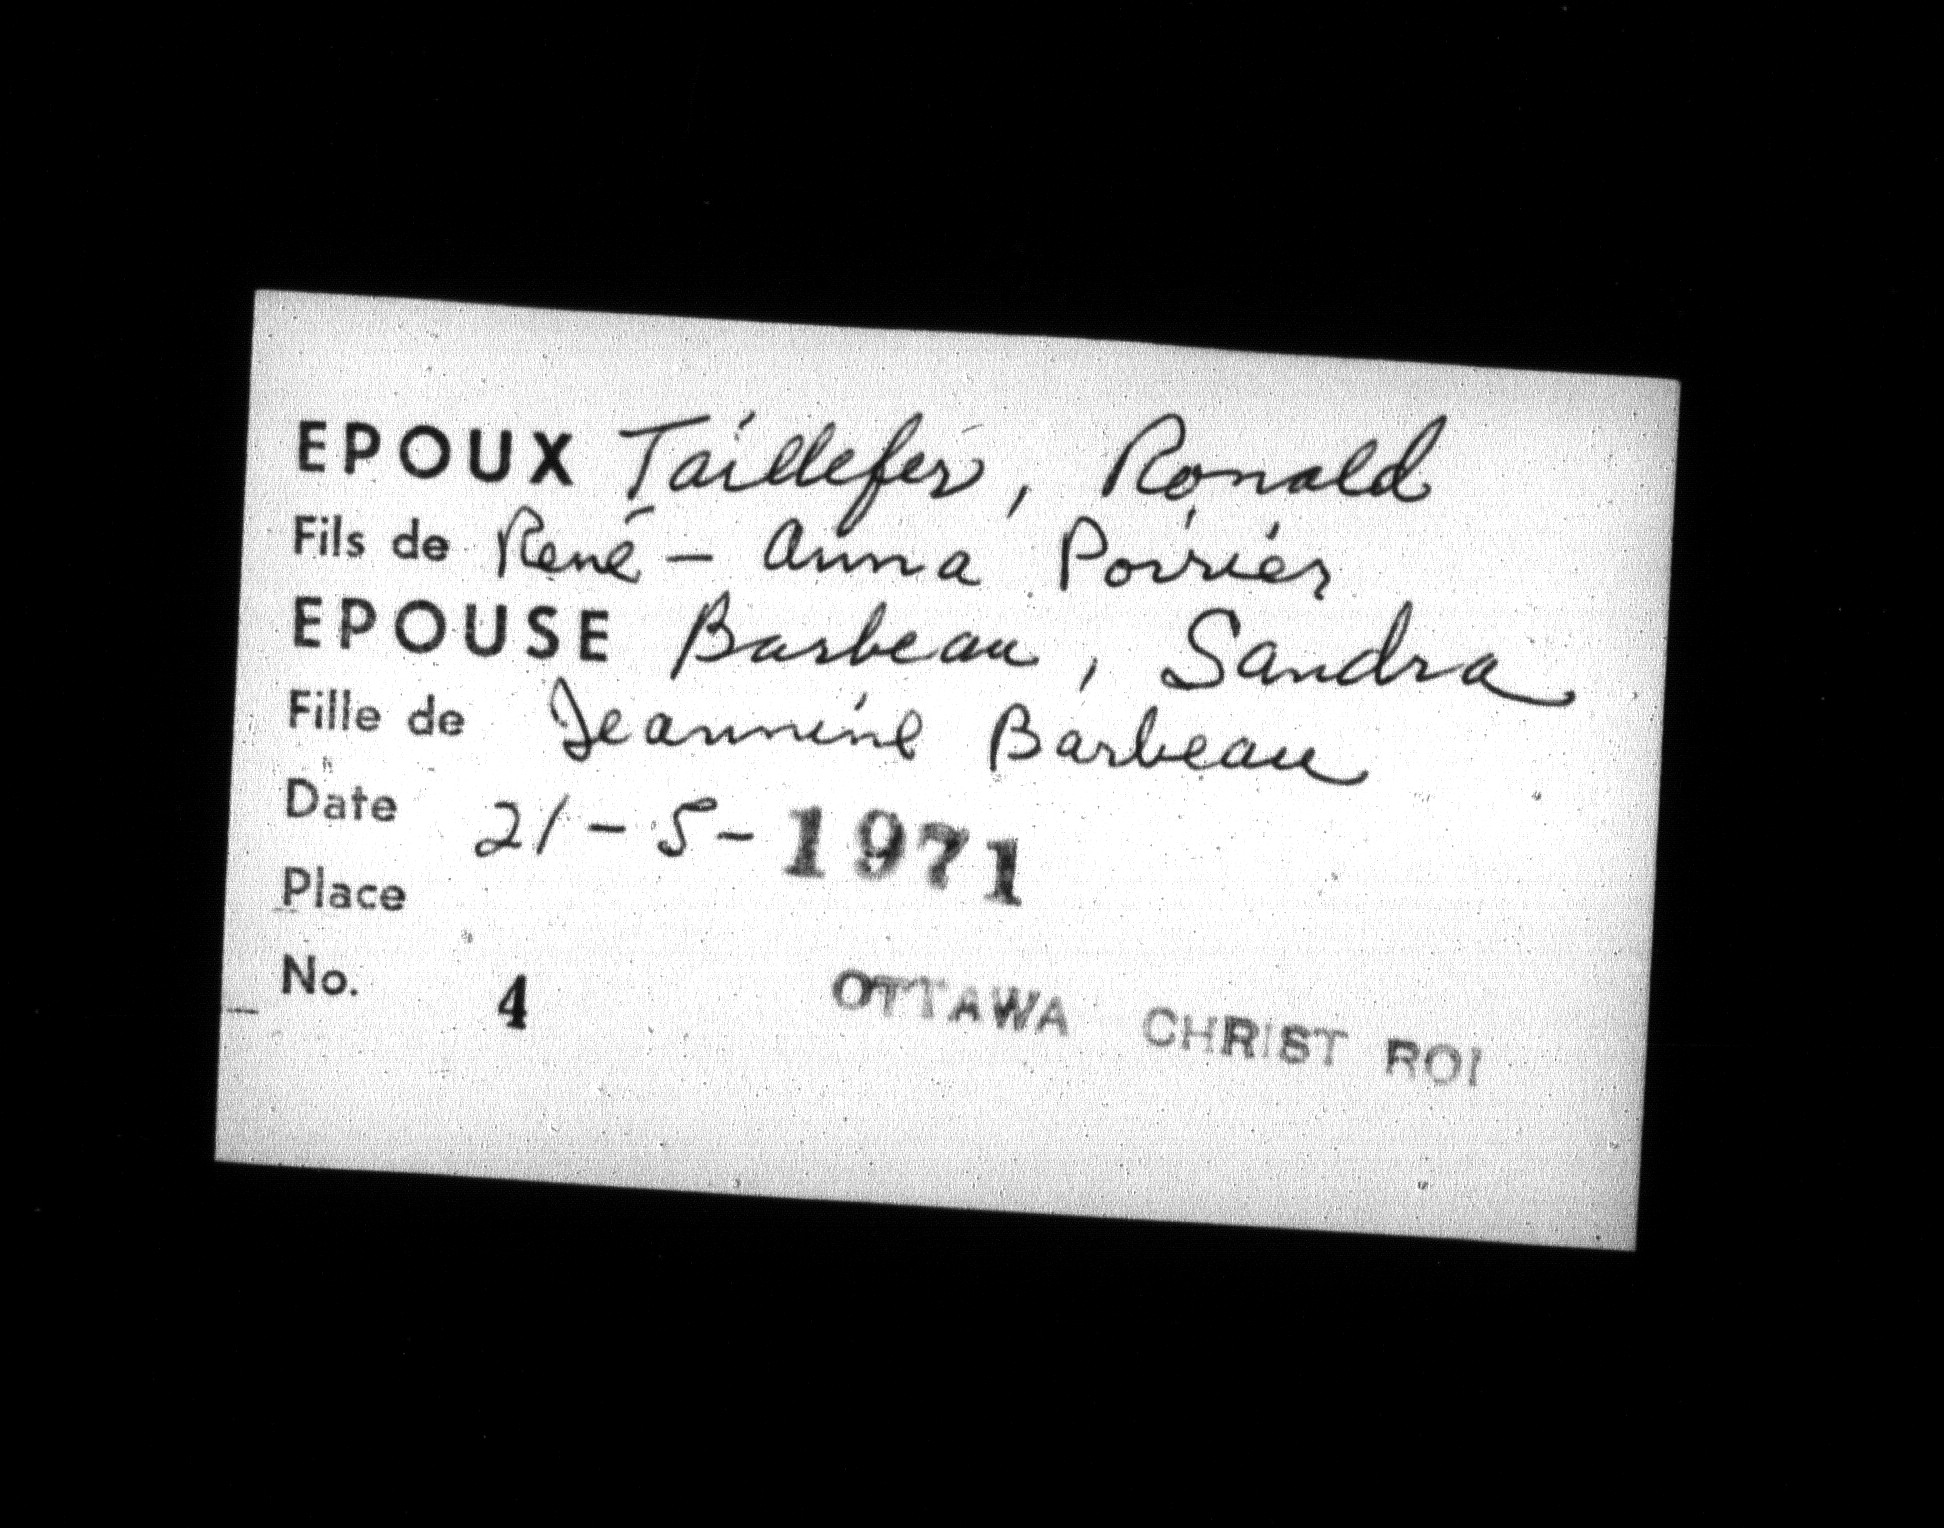 EPOUX Taillefer, Ronald
Fils de René - Anna Poirier
EPOUSE Barbeau, Sandra
Fille de Jeannine Barbeau
Date 21-5-1971
Place
No. 4 OTTAWA CHRIST ROI